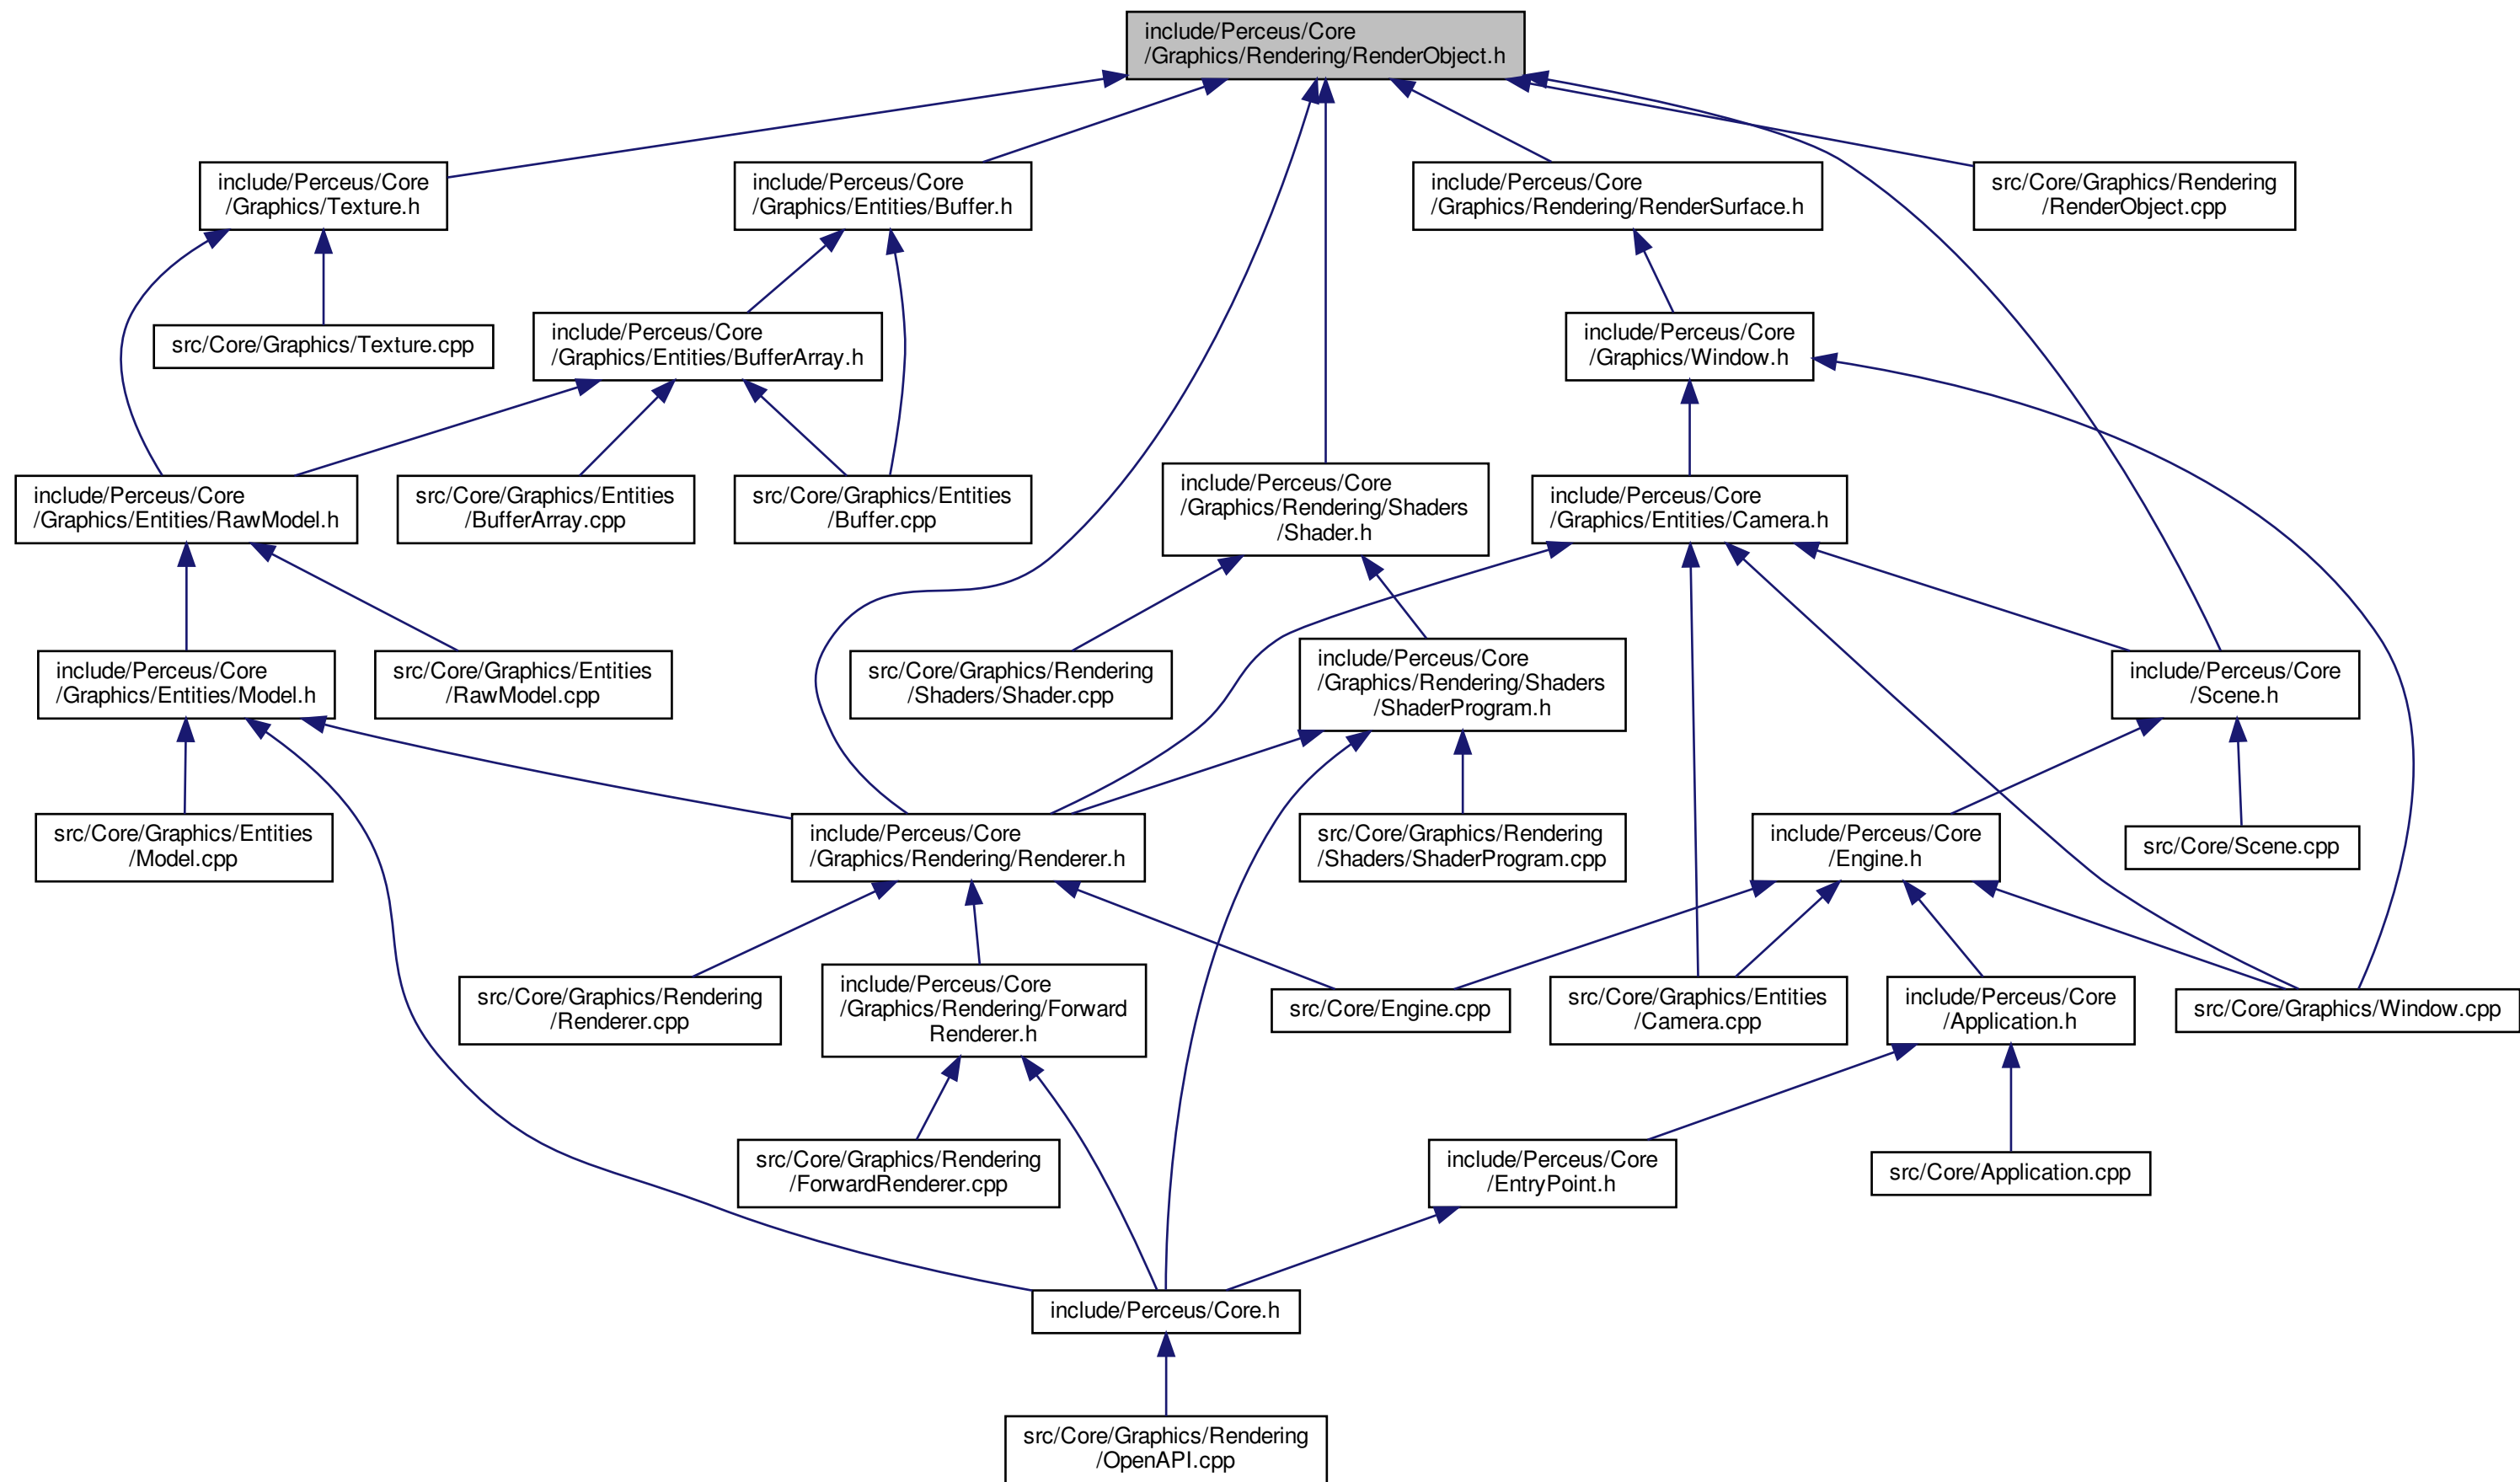 include/Perceus/Core
/Graphics/Rendering/RenderObject.h
include/Perceus/Core
/Graphics/Texture.h
include/Perceus/Core
/Graphics/Entities/Buffer.h
include/Perceus/Core
/Graphics/Rendering/RenderSurface.h
src/Core/Graphics/Rendering
/RenderObject.cpp
src/Core/Graphics/Texture.cpp
include/Perceus/Core
/Graphics/Entities/BufferArray.h
include/Perceus/Core
/Graphics/Window.h
include/Perceus/Core
/Graphics/Entities/RawModel.h
src/Core/Graphics/Entities
/BufferArray.cpp
src/Core/Graphics/Entities
/Buffer.cpp
include/Perceus/Core
/Graphics/Rendering/Shaders
/Shader.h
include/Perceus/Core
/Graphics/Entities/Camera.h
include/Perceus/Core
/Graphics/Entities/Model.h
src/Core/Graphics/Entities
/RawModel.cpp
src/Core/Graphics/Rendering
/Shaders/Shader.cpp
include/Perceus/Core
/Graphics/Rendering/Shaders
/ShaderProgram.h
include/Perceus/Core
/Scene.h
src/Core/Graphics/Entities
/Model.cpp
include/Perceus/Core
/Graphics/Rendering/Renderer.h
src/Core/Graphics/Rendering
/Shaders/ShaderProgram.cpp
include/Perceus/Core
/Engine.h
src/Core/Scene.cpp
src/Core/Graphics/Rendering
/Renderer.cpp
include/Perceus/Core
/Graphics/Rendering/Forward
Renderer.h
src/Core/Engine.cpp
src/Core/Graphics/Entities
/Camera.cpp
include/Perceus/Core
/Application.h
src/Core/Graphics/Window.cpp
src/Core/Graphics/Rendering
/ForwardRenderer.cpp
include/Perceus/Core
/EntryPoint.h
src/Core/Application.cpp
include/Perceus/Core.h
src/Core/Graphics/Rendering
/OpenAPI.cpp